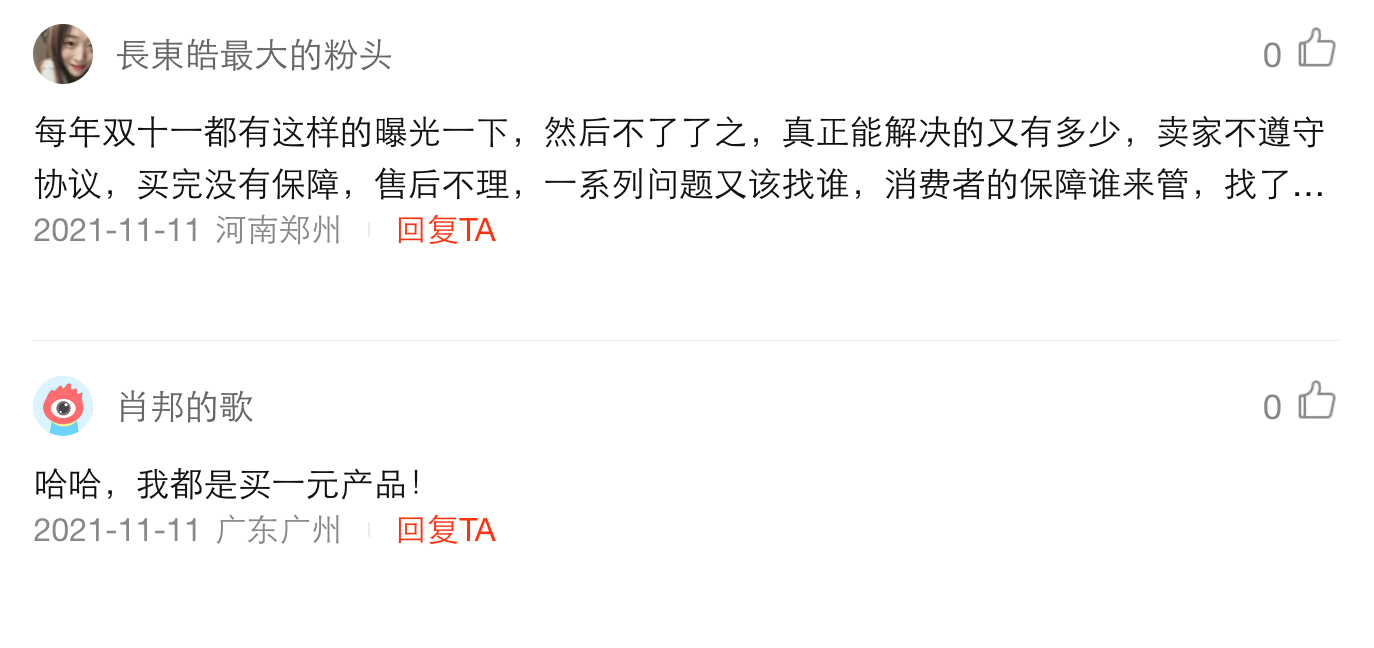 長東皓最大的粉头
0
每年双十一都有这样的曝光一下，然后不了了之，真正能解决的又有多少，卖家不遵守
协议，买完没有保障，售后不理，一系列问题又该找谁，消费者的保障谁来管，找了...
2021-11-11 河南郑州 回复TA
肖邦的歌
0
哈哈，我都是买一元产品！
2021-11-11 广东广州 回复TA